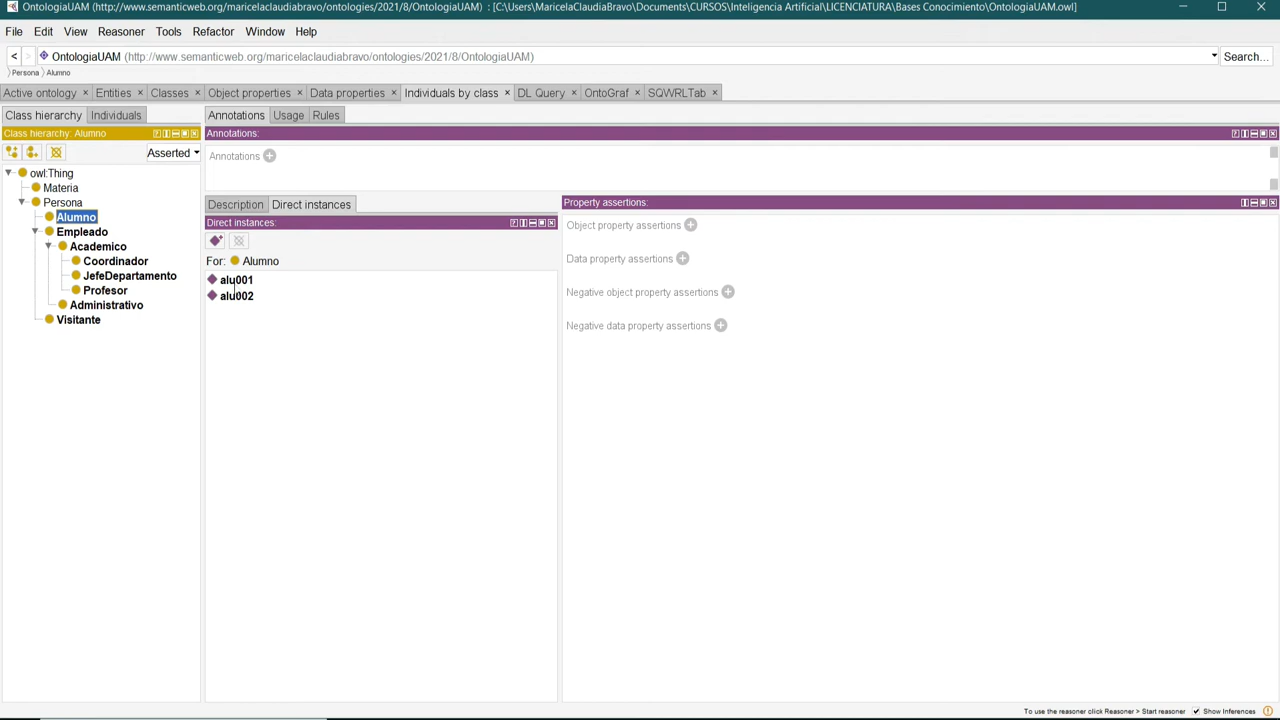 OntologiaUAM (http://www.semanticweb.org/maricelaclaudiabravo/ontologies/2021/8/OntologiaUAM) : [C:\Users\MaricelaClaudiaBravo\Documents\CURSOS\Inteligencia Artificial\LICENCIATURA\Bases Conocimiento\OntologiaUAM.owl]
File Edit View Reasoner Tools Refactor Window Help
OntologiaUAM (http://www.semanticweb.org/maricelaclaudiabravo/ontologies/2021/8/OntologiaUAM) Search...
Persona Alumno
Active ontology Entities Classes Object properties Data properties Individuals by class DL Query OntoGraf SQWRLTab
Class hierarchy Individuals
Class hierarchy: Alumno
Asserted
owl:Thing
Materia
Persona
Alumno
Empleado
Academico
Coordinador
JefeDepartamento
Profesor
Administrativo
Visitante
Annotations Usage Rules
Annotations:
Annotations
Description Direct instances
Direct instances:
For: Alumno
alu001
alu002
Property assertions:
Object property assertions
Data property assertions
Negative object property assertions
Negative data property assertions
To use the reasoner click Reasoner > Start reasoner Show Inferences